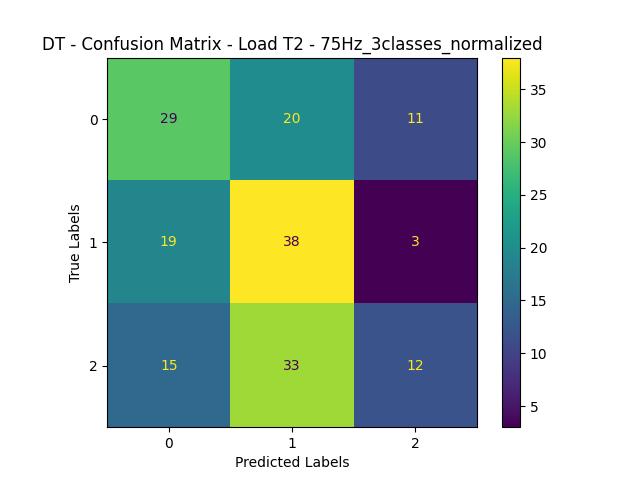 DT - Confusion Matrix - Load T2 - 75Hz_3classes_normalized
True Labels
0 29 20 11
1 19 38 3
2 15 33 12
0 1 2
Predicted Labels
35
30
25
20
15
10
5